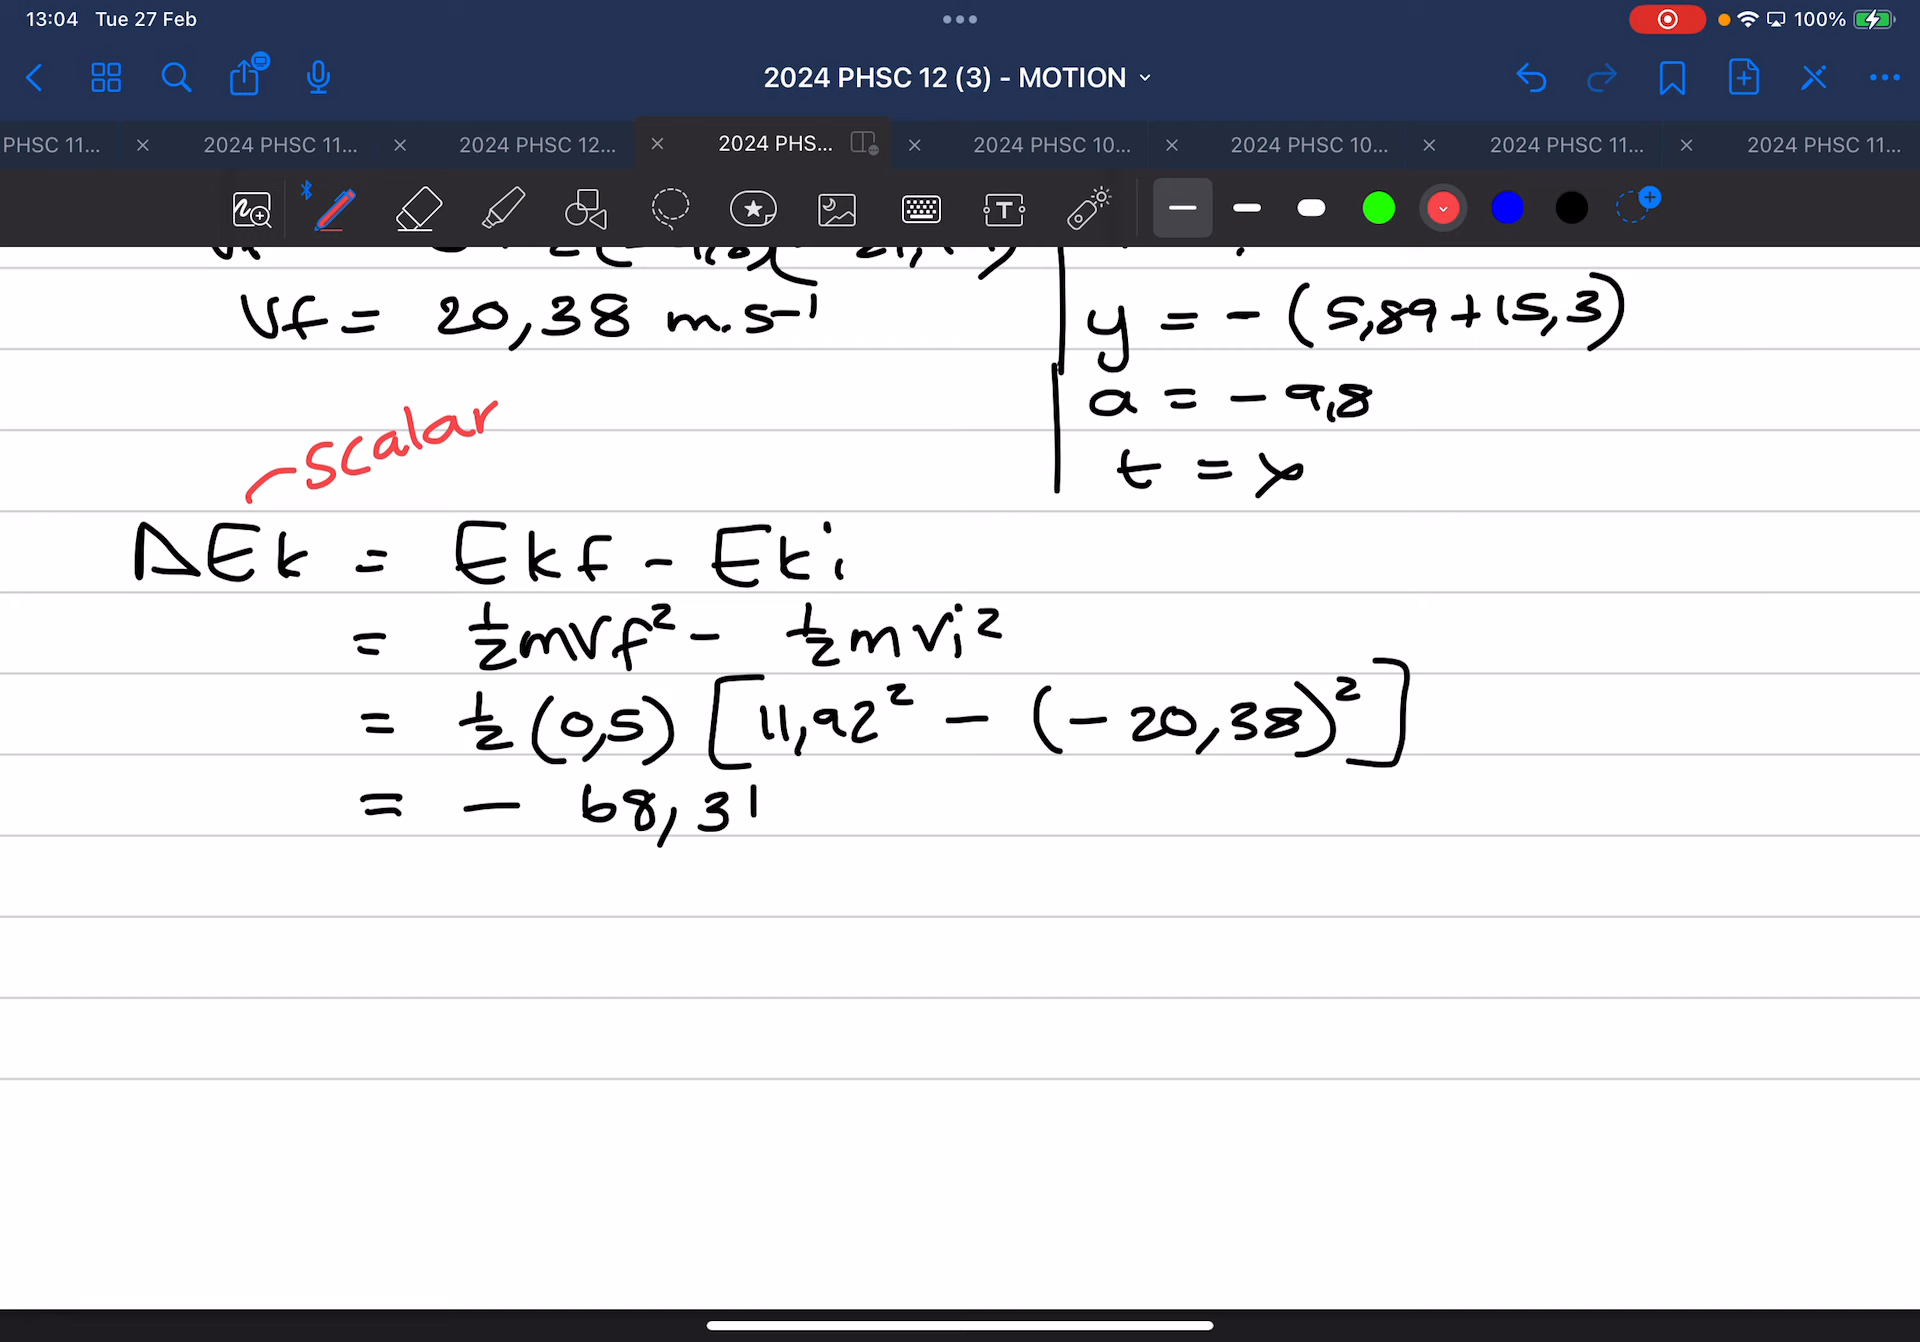 13:04 Tue 27 Feb
100%
2024 PHSC 12 (3) - MOTION
PHSC 11...
2024 PHSC 11...
2024 PHSC 12...
2024 PHS...
2024 PHSC 10...
2024 PHSC 10...
2024 PHSC 11...
2024 PHSC 11...
Vf = 20,38 m.s⁻¹
y = - (5,89 + 15,3)
a = - 9,8
t = x
scalar
ΔEk = Ekf - Eki
= ½mVf² - ½mvi²
= ½ (0,5) [11,92² - (-20,38)²]
= - 68,31